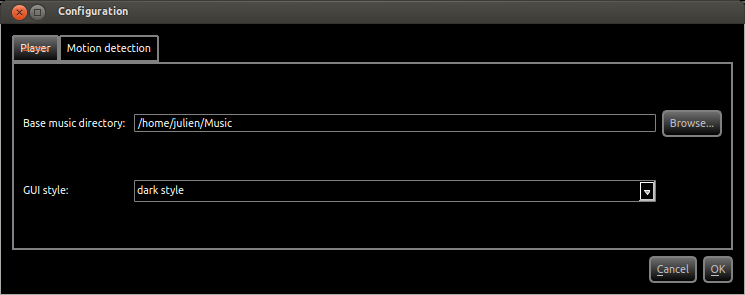 Configuration
Player Motion detection
Base music directory: /home/julien/Music Browse...
GUI style: dark style
Cancel OK